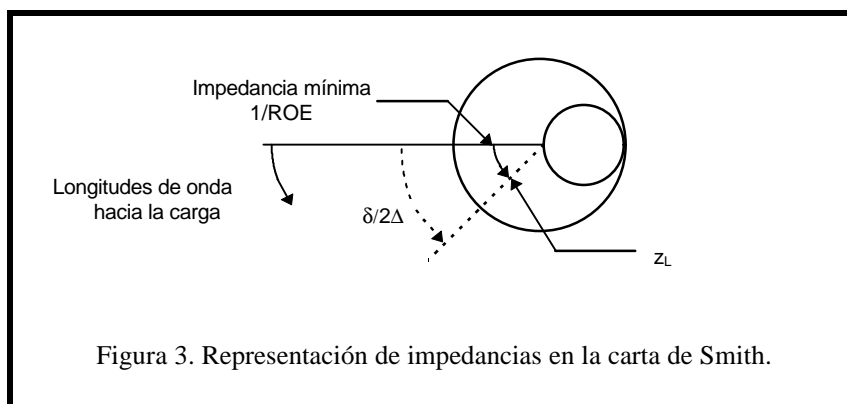 Impedancia mínima
1/ROE
Longitudes de onda
hacia la carga
δ/2Δ
zL
Figura 3. Representación de impedancias en la carta de Smith.